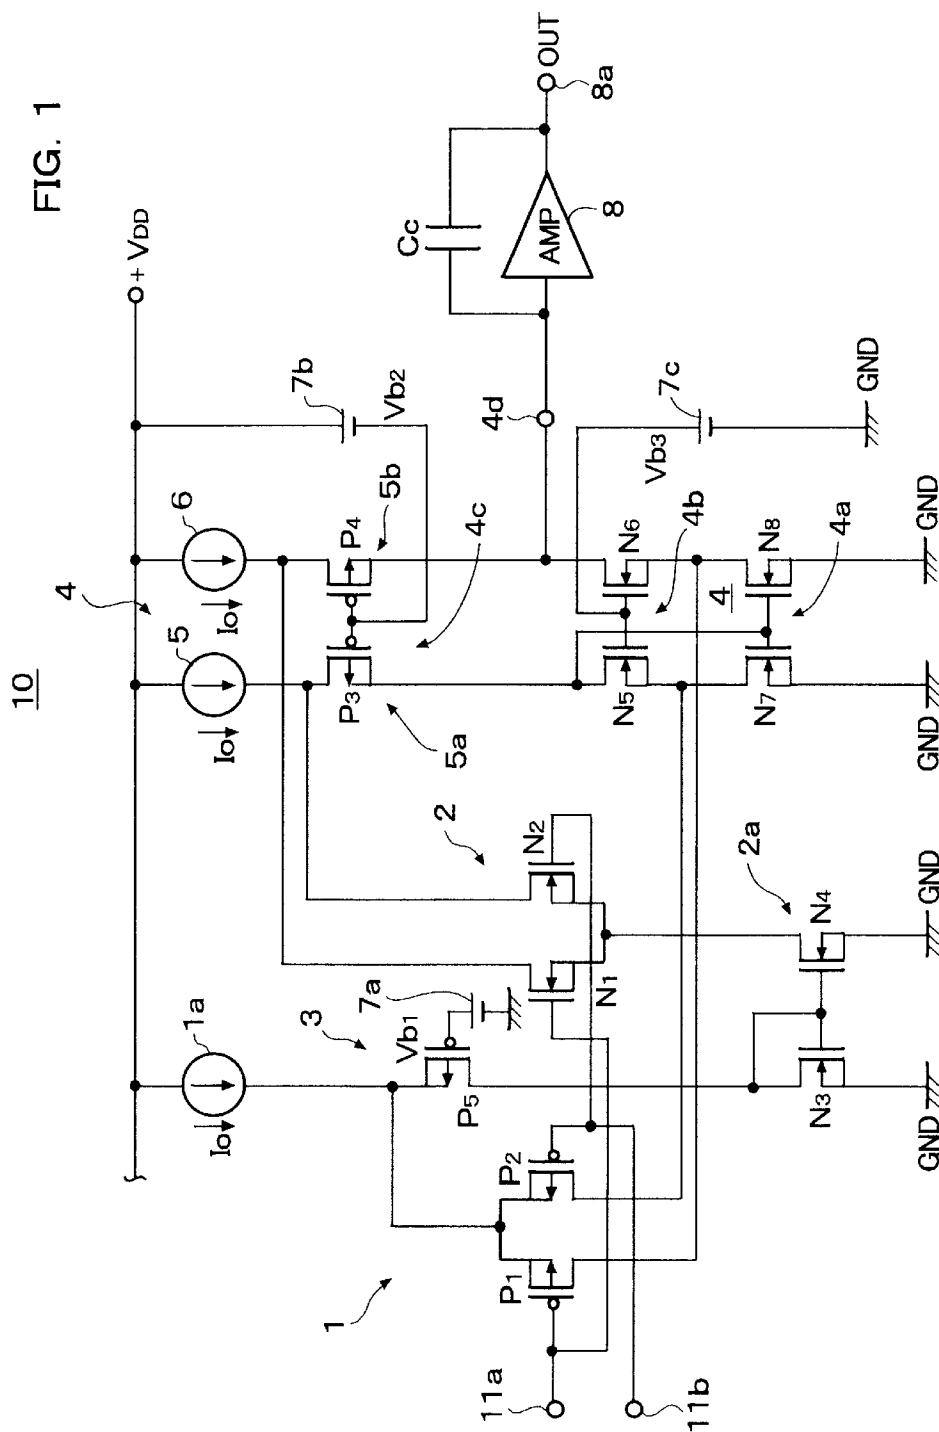 FIG. 1
10
+ VDD
4
1a
Io
5
Io
6
Io
7b
Vb2
3
Vb1
7a
P5
2
P3
P4
5a
5b
4c
1
P1
P2
N1
N2
4d
Cc
AMP
8
OUT
8a
11a
11b
N5
N6
4b
Vb3
7c
4
N7
N8
4a
2a
N3
N4
GND
GND
GND
GND
GND